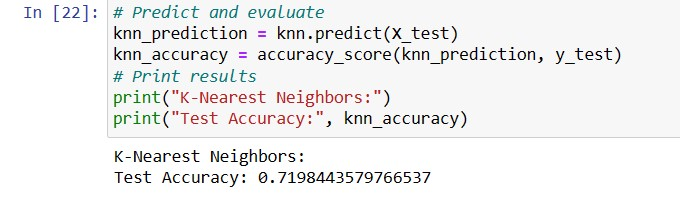 In [22]: # Predict and evaluate
knn_prediction = knn.predict(X_test)
knn_accuracy = accuracy_score(knn_prediction, y_test)
# Print results
print("K-Nearest Neighbors:")
print("Test Accuracy:", knn_accuracy)
K-Nearest Neighbors:
Test Accuracy: 0.7198443579766537